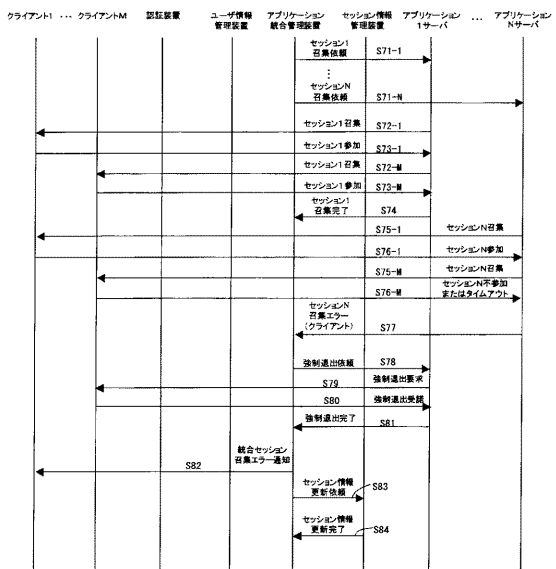 クライアント1 ・・・ クライアントM 認証装置 ユーザ情報 アプリケーション セッション情報 アプリケーション ・・・ アプリケーション
管理装置 統合管理装置 管理装置 1サーバ Nサーバ
セッション1
召集依頼 S71-1
⋮
セッションN
召集依頼 S71-N
セッション1召集 S72-1
セッション1参加 S73-1
セッション1召集 S72-M
セッション1参加 S73-M
セッション1
召集完了 S74
S75-1 セッションN召集
S76-1 セッションN参加
S75-M セッションN召集
S76-M セッションN不参加
またはタイムアウト
セッションN
召集エラー
(クライアント) S77
強制退出依頼 S78
S79 強制退出要求
S80 強制退出受諾
強制退出完了 S81
統合セッション
召集エラー通知
S82
セッション情報
更新依頼 S83
セッション情報
更新完了 S84